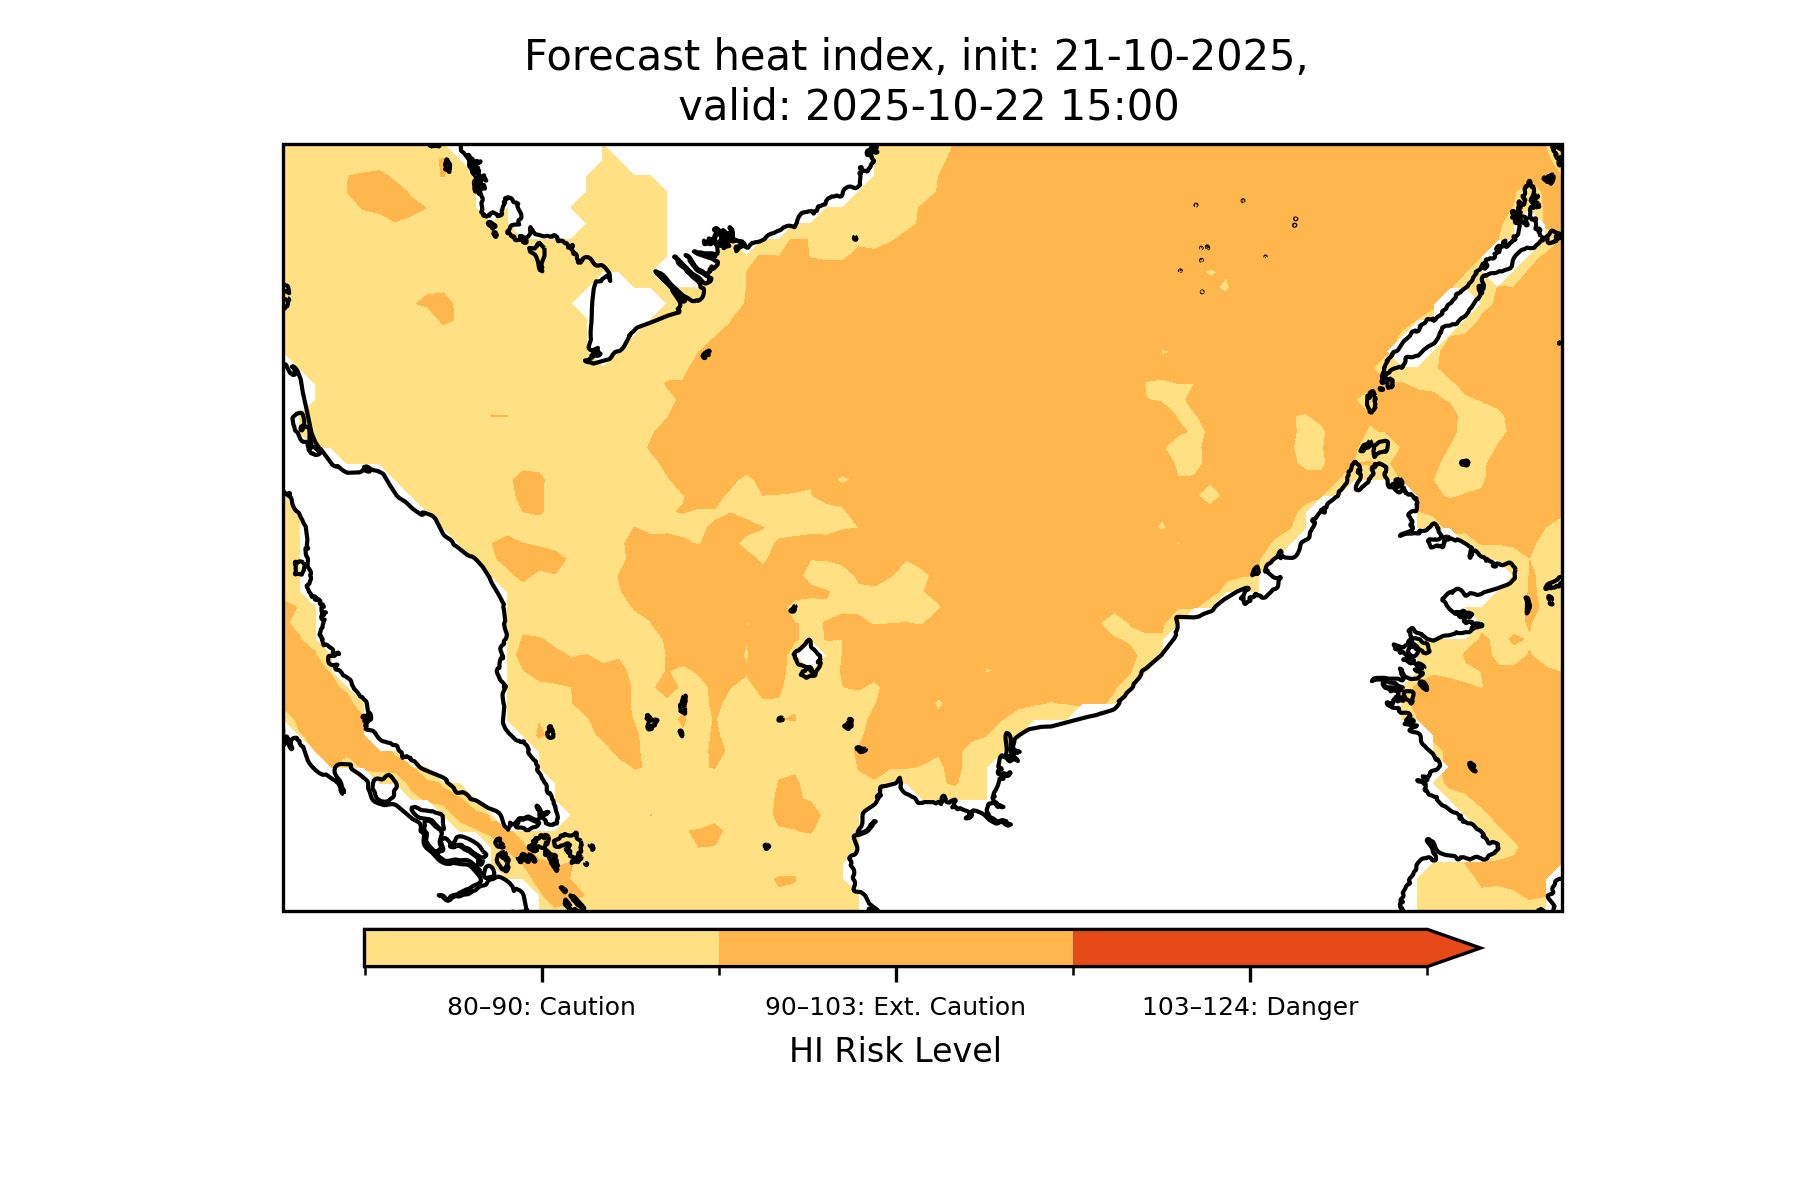 Forecast heat index, init: 21-10-2025,
valid: 2025-10-22 15:00
80–90: Caution
90–103: Ext. Caution
103–124: Danger
HI Risk Level